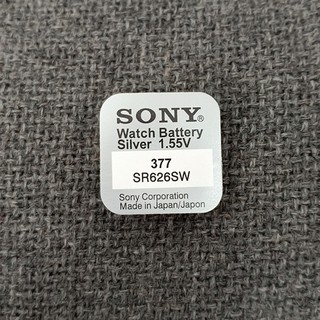 SONY®
Watch Battery
Silver 1.55V
377
SR626SW
Sony Corporation
Made in Japan/Japon